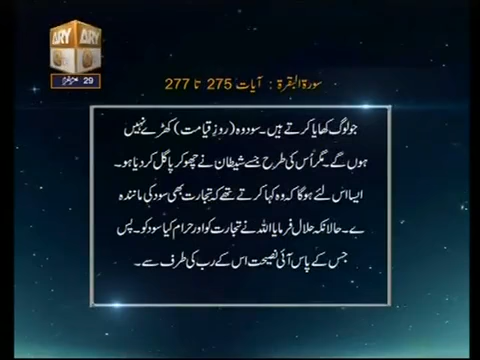 ARY ARY
29
سورۃ البقرۃ : آیات 275 تا 277
جو لوگ کھایا کرتے ہیں۔ سود وہ (روزِ قیامت) کھڑے نہیں
ہوں گے۔ مگر اُس کی طرح جسے شیطان نے چھو کر پاگل کر دیا ہو۔
ایسا اس لئے ہوگا کہ وہ کہا کرتے تھے کہ تجارت بھی سود کی مانند ہ
ے۔ حالانکہ حلال فرمایا اللہ نے تجارت کو اور حرام کیا سود کو۔ پس
جس کے پاس آئی نصیحت اس کے رب کی طرف سے۔